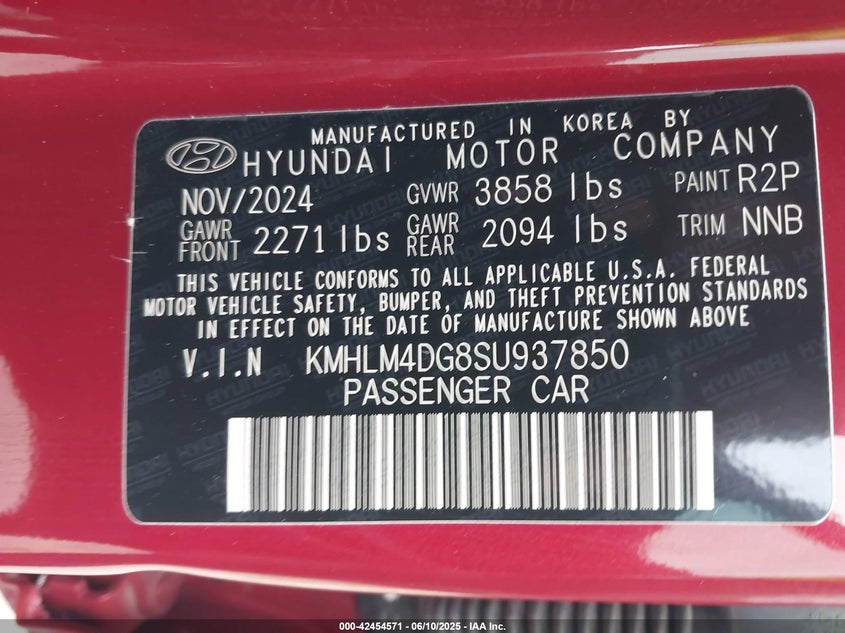 MANUFACTURED IN KOREA BY
HYUNDAI MOTOR COMPANY
NOV/2024 GVWR 3858 lbs PAINT R2P
GAWR FRONT 2271 lbs GAWR REAR 2094 lbs TRIM NNB
THIS VEHICLE CONFORMS TO ALL APPLICABLE U.S.A. FEDERAL
MOTOR VEHICLE SAFETY, BUMPER, AND THEFT PREVENTION STANDARDS
IN EFFECT ON THE DATE OF MANUFACTURE SHOWN ABOVE
V.I.N KMHLM4DG8SU937850
PASSENGER CAR
000-42454571 - 06/10/2025 - IAA Inc.